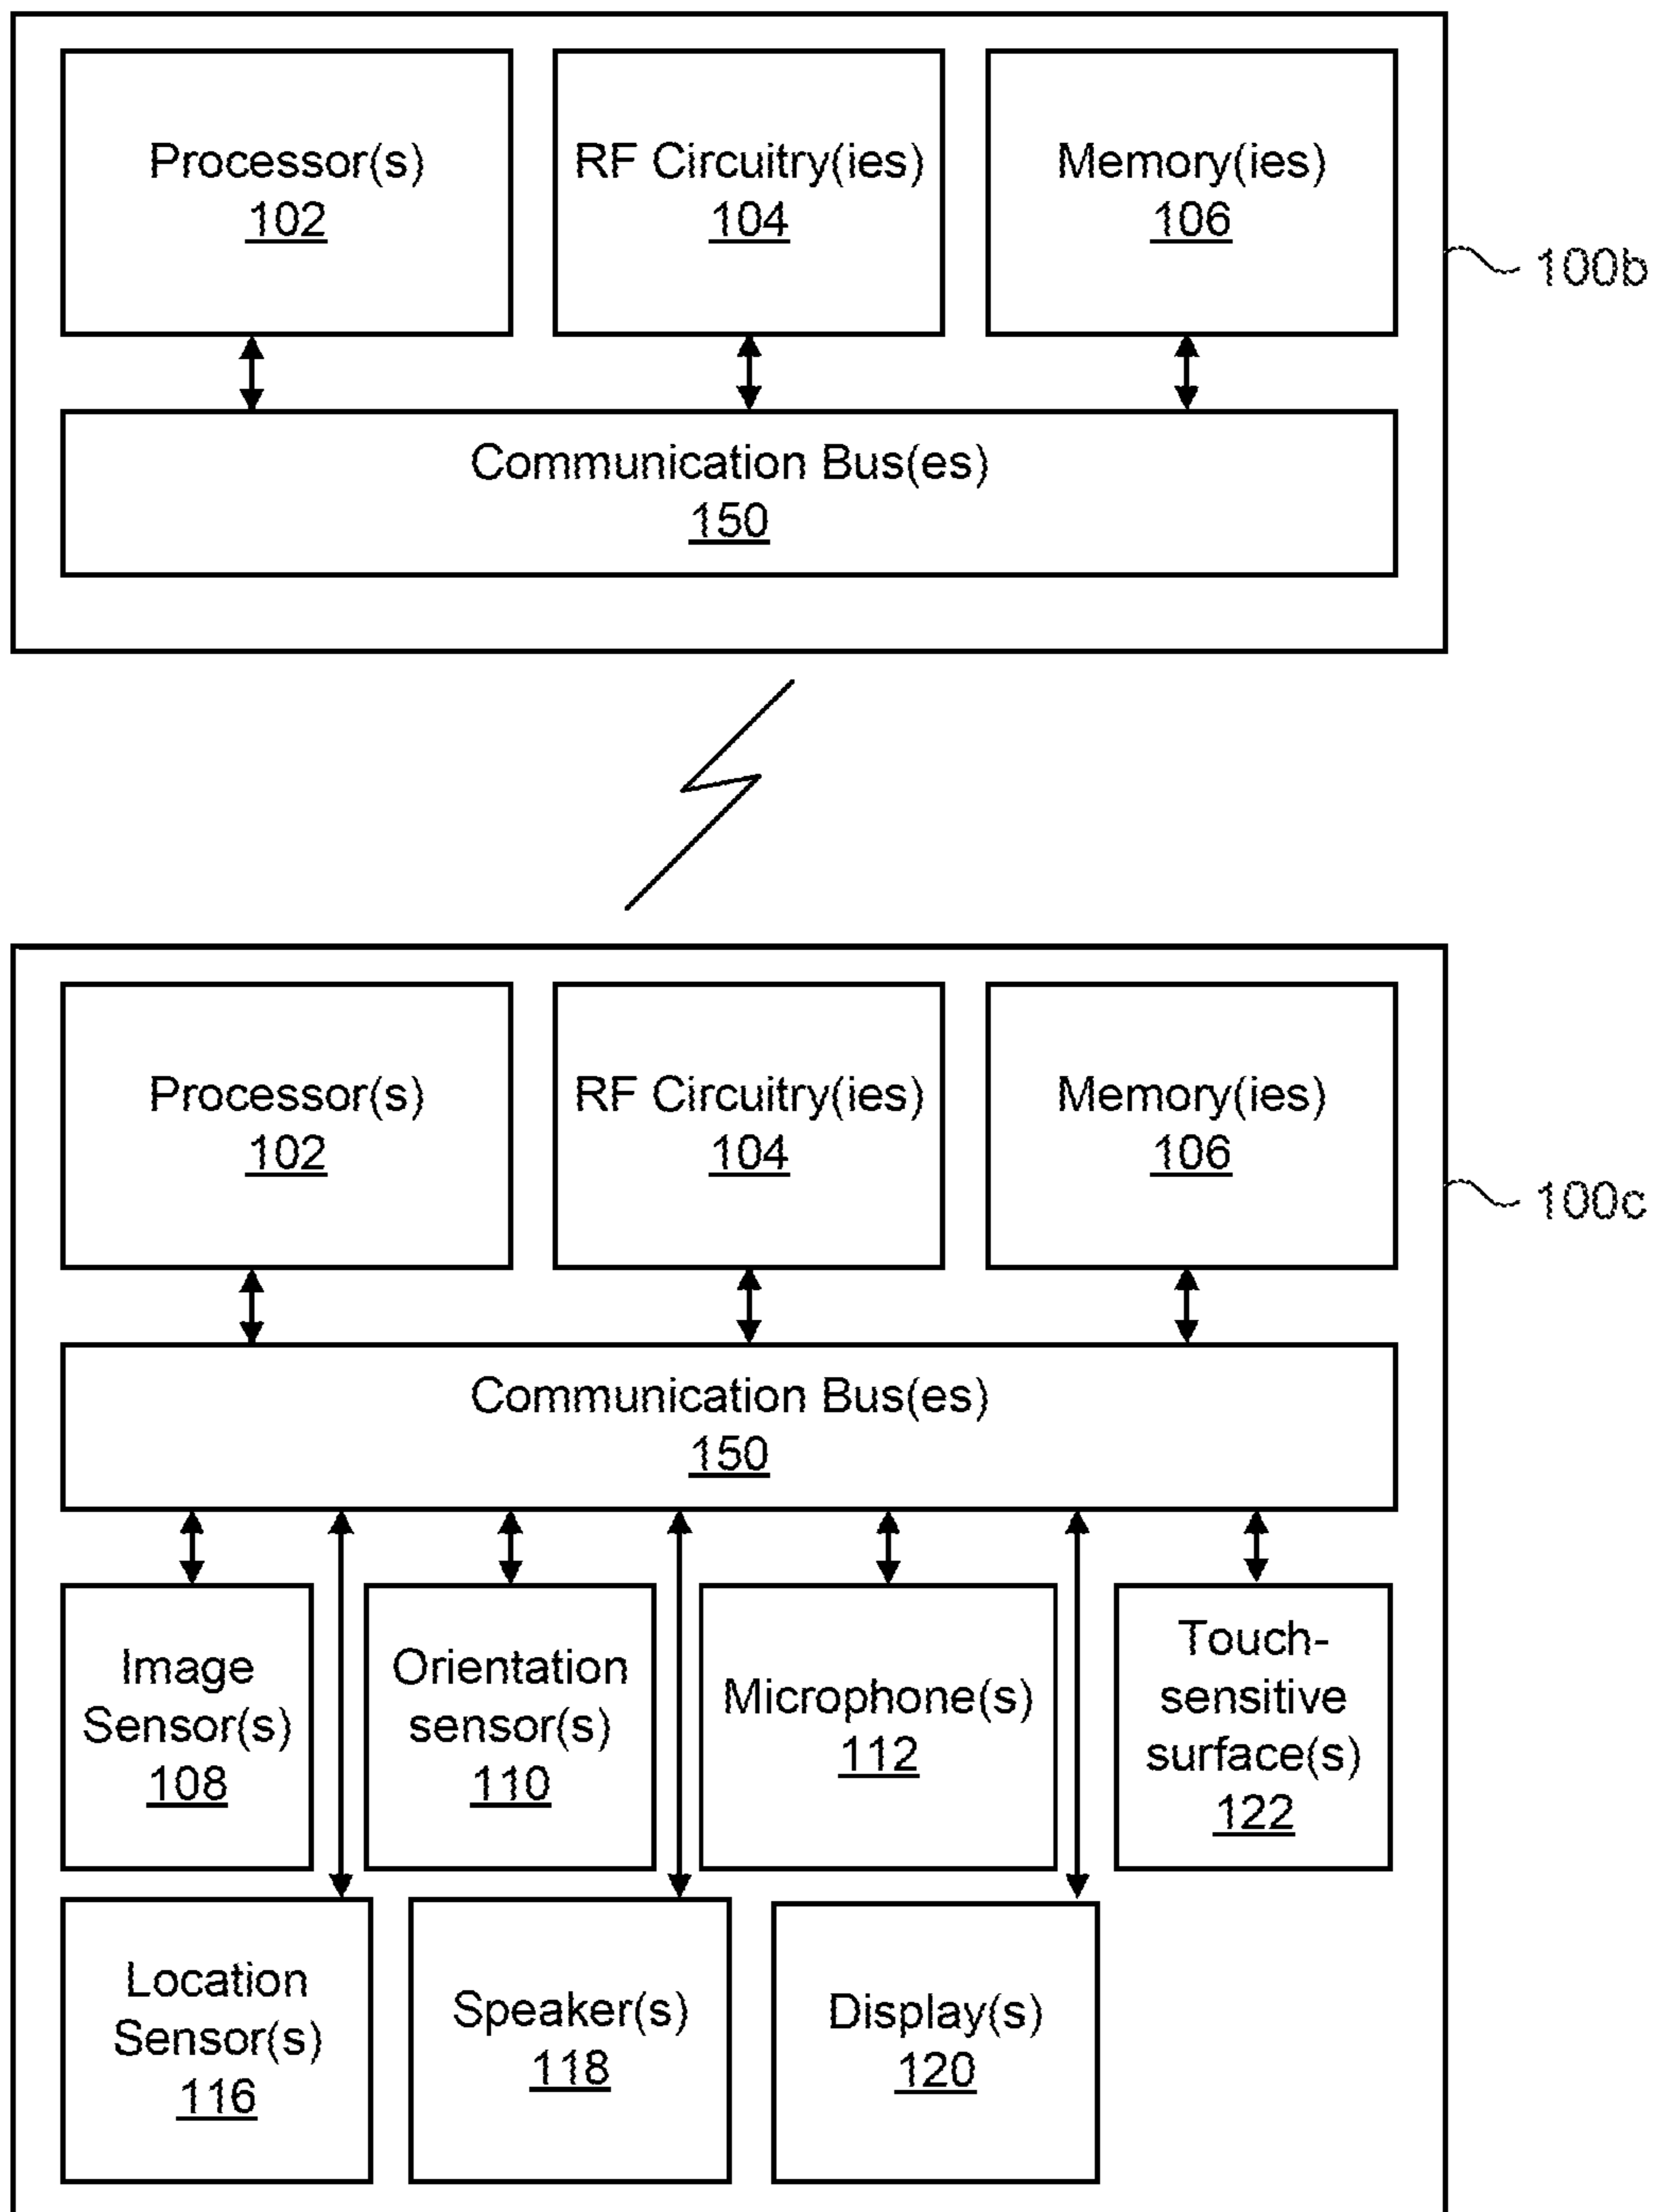 Processor(s)
102
RF Circuitry(ies)
104
Memory(ies)
106
100b
Communication Bus(es)
150
Processor(s)
102
RF Circuitry(ies)
104
Memory(ies)
106
100c
Communication Bus(es)
150
Image
Sensor(s)
108
Orientation
sensor(s)
110
Microphone(s)
112
Touch-
sensitive
surface(s)
122
Location
Sensor(s)
116
Speaker(s)
118
Display(s)
120